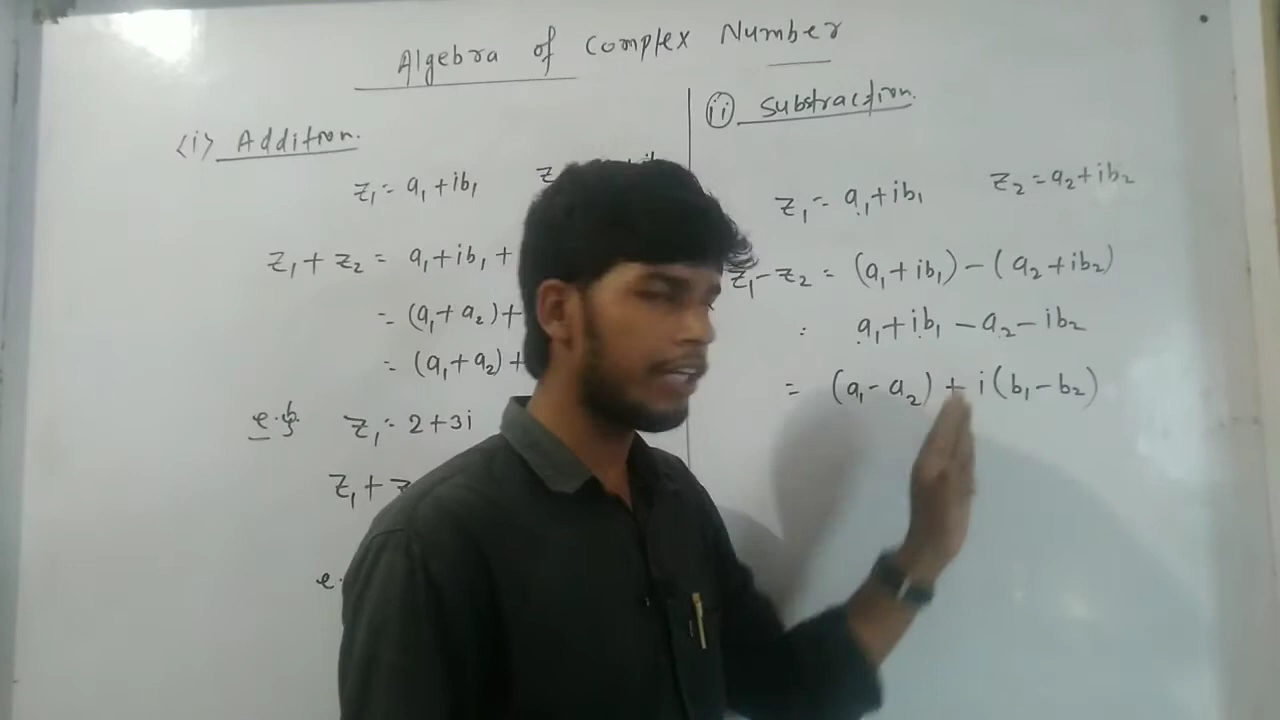 Algebra of Complex Number
(i) Addition.
z₁ = a₁ + ib₁ z
z₁ + z₂ = a₁ + ib₁ +
= (a₁ + a₂) +
= (a₁ + a₂) +
e.g. z₁ = 2 + 3i
z₁ + z
e.
(ii) Substraction.
z₁ = a₁ + ib₁ z₂ = a₂ + ib₂
z₁ - z₂ = (a₁ + ib₁) - (a₂ + ib₂)
= a₁ + ib₁ - a₂ - ib₂
= (a₁ - a₂) + i(b₁ - b₂)